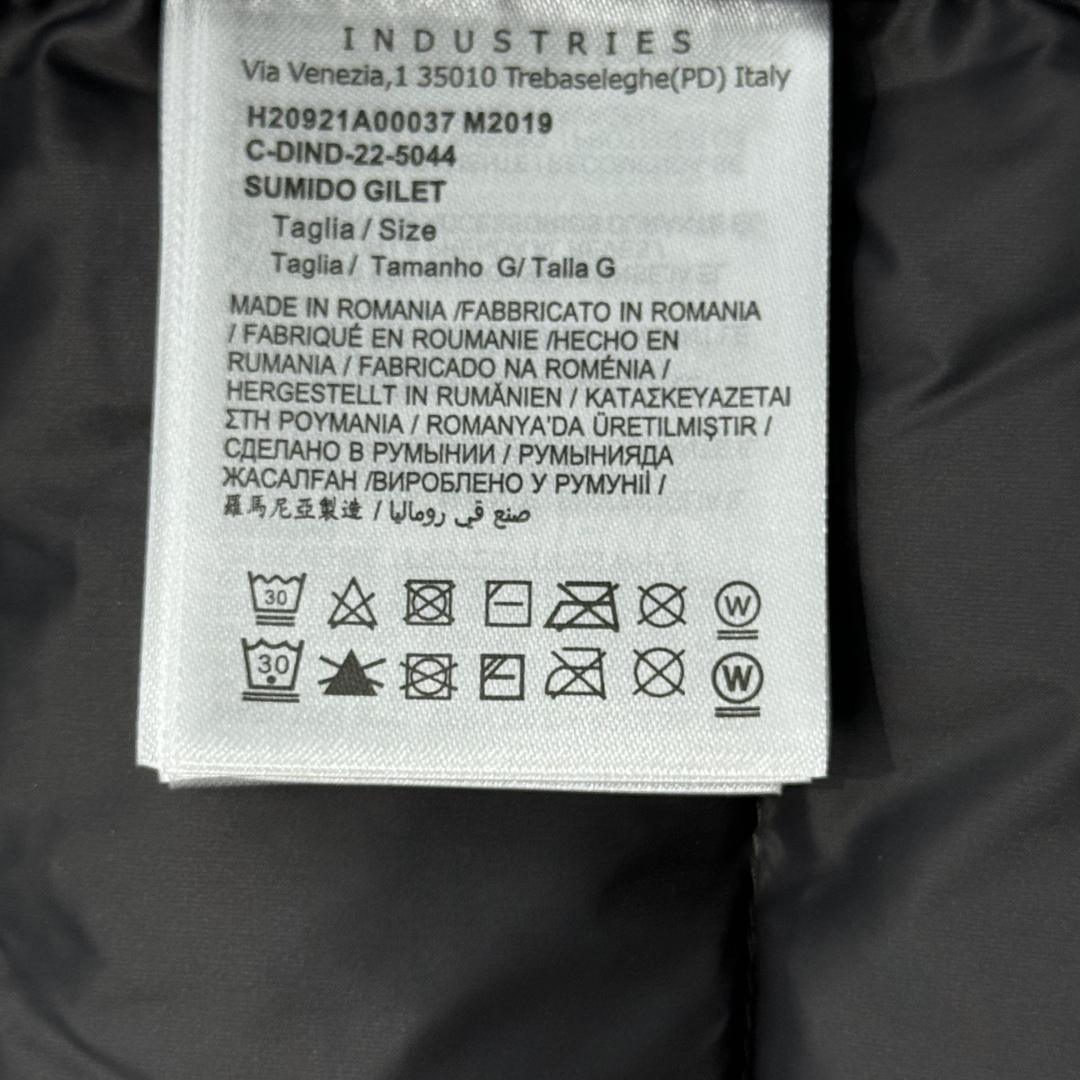 INDUSTRIES
Via Venezia,1 35010 Trebaseleghe(PD) Italy
H20921A00037 M2019
C-DIND-22-5044
SUMIDO GILET
Taglia / Size
Taglia / Tamanho G/ Talla G
MADE IN ROMANIA /FABBRICATO IN ROMANIA
/ FABRIQUÉ EN ROUMANIE /HECHO EN
RUMANIA / FABRICADO NA ROMÉNIA /
HERGESTELLT IN RUMĂNIEN / ΚΑΤΑΣΚΕΥΑΖΕΤΑΙ
ΣΤΗ ΡΟΥΜΑΝΙΑ / ROMANYA'DA ÜRETILMIŞTIR /
СДЕЛАНО В РУМЫНИИ / РУМЫНИЯДА
ЖАСАЛҒАН /ВИРОБЛЕНО У РУМУНІЇ /
羅馬尼亞製造 / صنع في روماليا
30 W
30 W